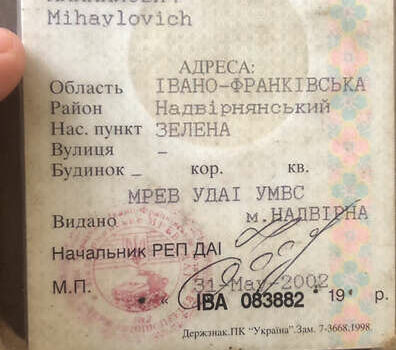 Mihaylovich
АДРЕСА:
Область ІВАНО-ФРАНКІВСЬКА
Район Надвірнянський
Нас. пункт ЗЕЛЕНА
Вулиця –
Будинок – кор. кв.
МРЕВ УДАІ УМВС
Видано м.НАДВІРНА
Начальник РЕП ДАІ
М.П. 31-May-2002
" ІВА 083882 * 19 " р.
Держзнак.ПК "Україна".Зам. 7-3668.1998.